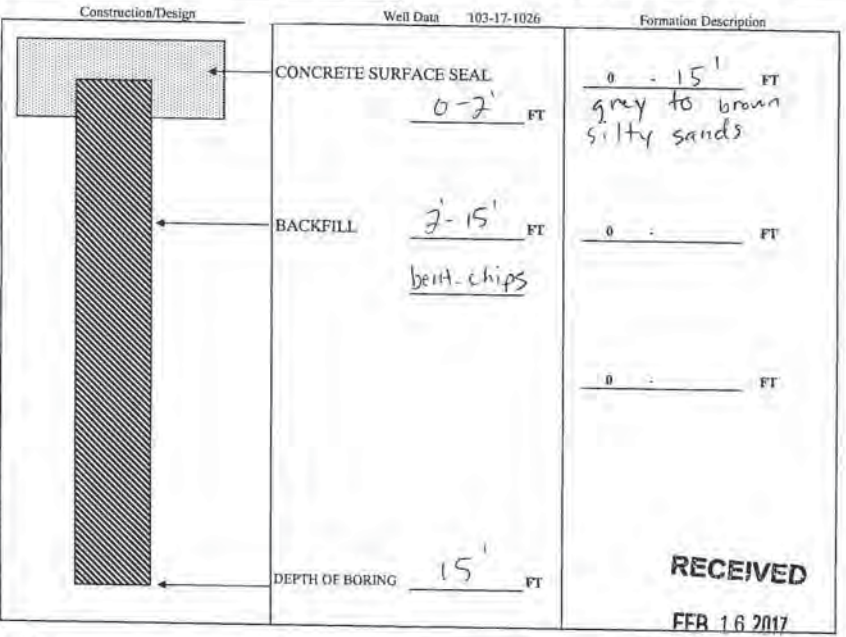 Construction/Design
Well Data 103-17-1026
Formation Description
CONCRETE SURFACE SEAL
0-2' FT
0 - 15' FT
grey to brown
silty sands
BACKFILL 2'-15' FT
bent-chips
0 - FT
0 - FT
DEPTH OF BORING 15' FT
RECEIVED
FEB 16 2017